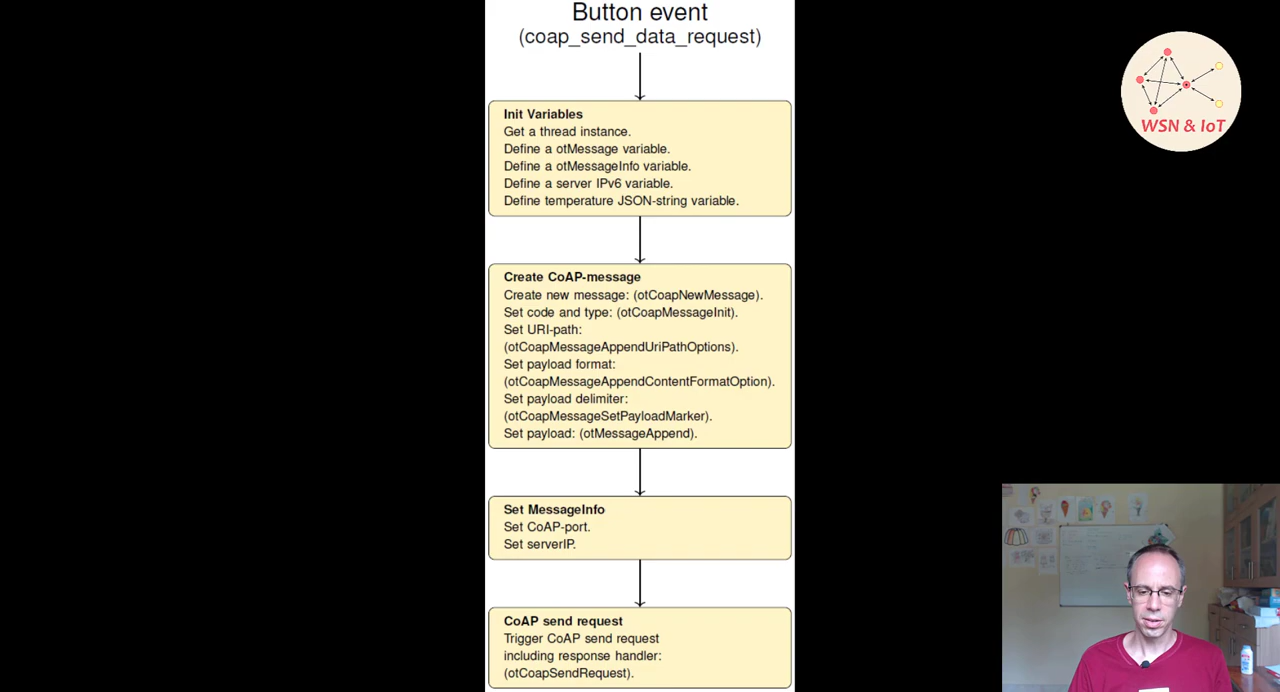 Button event
(coap_send_data_request)
Init Variables
Get a thread instance.
Define a otMessage variable.
Define a otMessageInfo variable.
Define a server IPv6 variable.
Define temperature JSON-string variable.
Create CoAP-message
Create new message: (otCoapNewMessage).
Set code and type: (otCoapMessageInit).
Set URI-path:
(otCoapMessageAppendUriPathOptions).
Set payload format:
(otCoapMessageAppendContentFormatOption).
Set payload delimiter:
(otCoapMessageSetPayloadMarker).
Set payload: (otMessageAppend).
Set MessageInfo
Set CoAP-port.
Set serverIP.
CoAP send request
Trigger CoAP send request
including response handler:
(otCoapSendRequest).
WSN & IoT